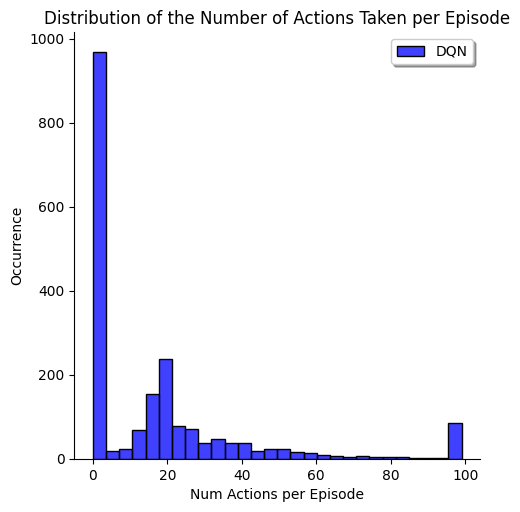 Distribution of the Number of Actions Taken per Episode
DQN
1000
800
600
400
200
0
Occurrence
0 20 40 60 80 100
Num Actions per Episode